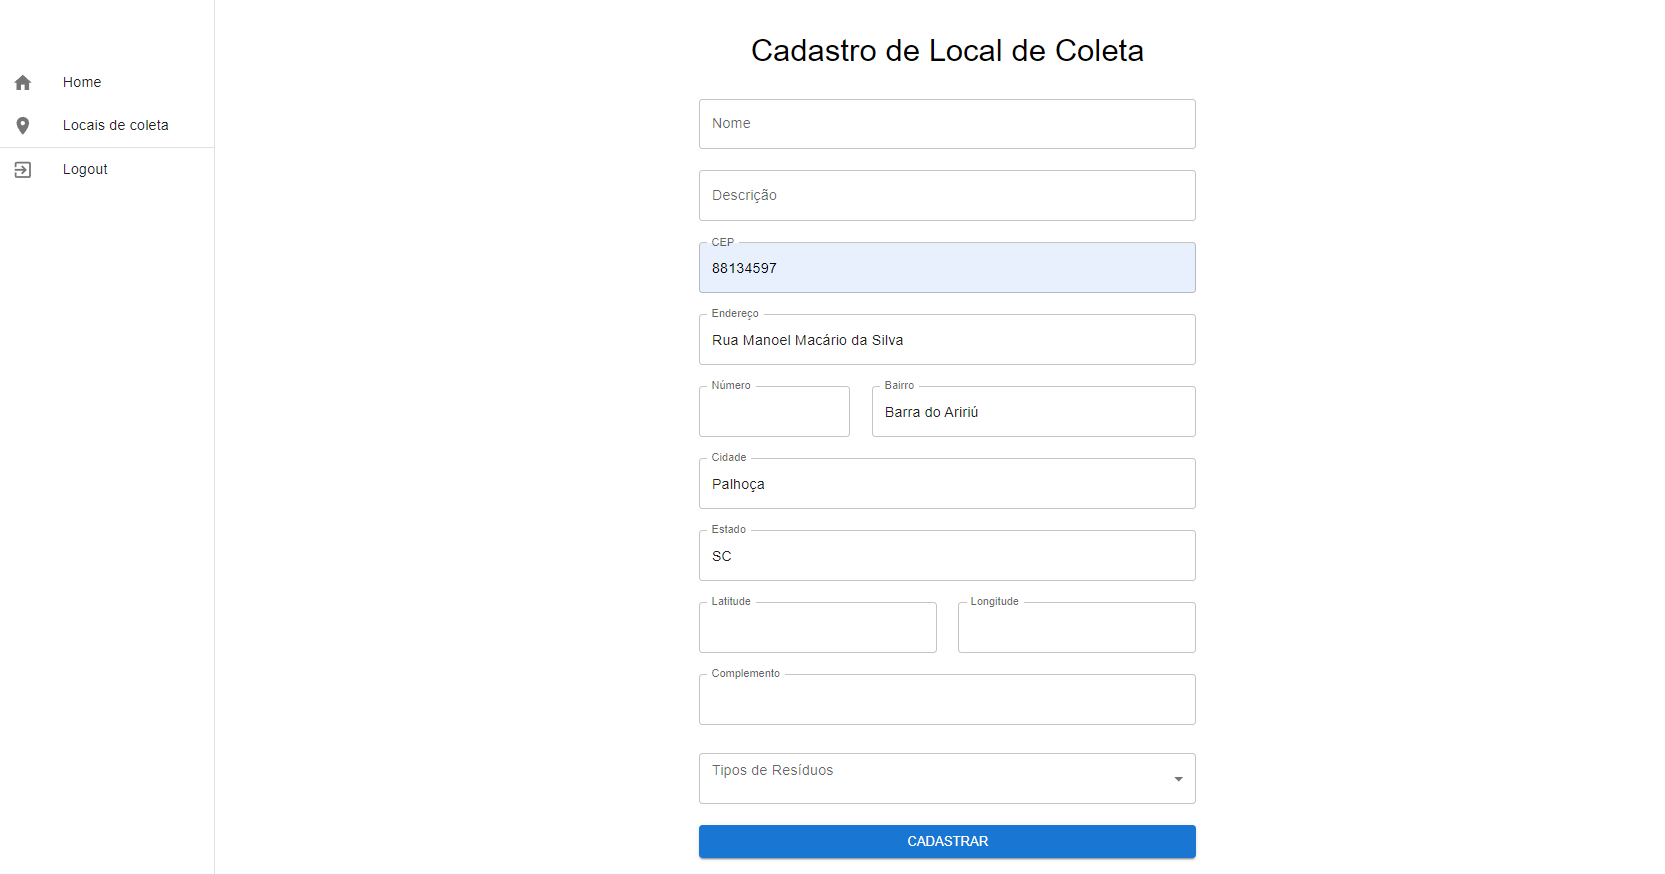 Home
Locais de coleta
Logout
Cadastro de Local de Coleta
Nome
Descrição
CEP
88134597
Endereço
Rua Manoel Macário da Silva
Número
Bairro
Barra do Aririú
Cidade
Palhoça
Estado
SC
Latitude
Longitude
Complemento
Tipos de Resíduos
CADASTRAR